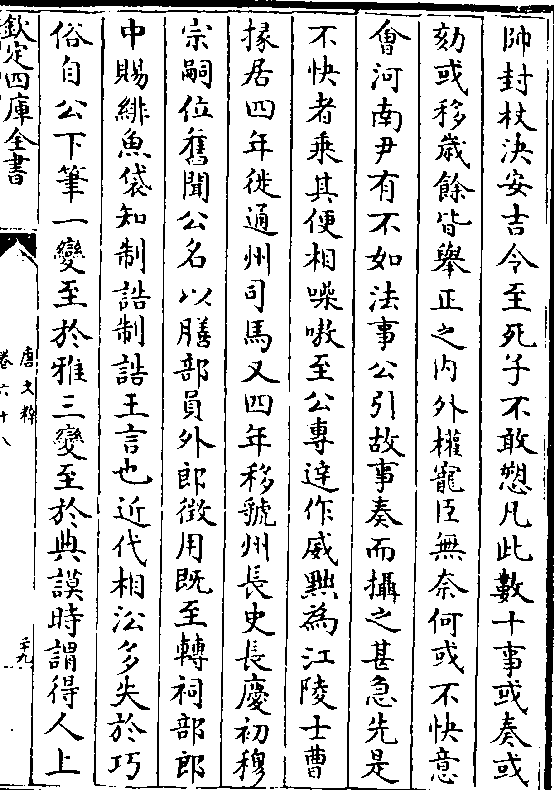 帥封杖決安吉令至死子不敢愬凡此數十事或奏或
劾或移歳餘皆舉正之内外權寵臣無奈何或不快意
會河南尹有不如法事公引故事奏而攝之甚急先是
不快者乗其便相噪嗷至公專逹作威黜為江陵士曹
掾居四年徙通州司馬又四年移虢州長史長慶初穆
宗嗣位舊聞公名以膳部員外郎徴用既至轉祠部郎
中賜緋魚袋知制誥制誥王言也近代相沿多失於巧
俗自公下筆一變至於雅三變至於典謨時謂得人上
欽定四庫全書
唐文粹
卷六十八